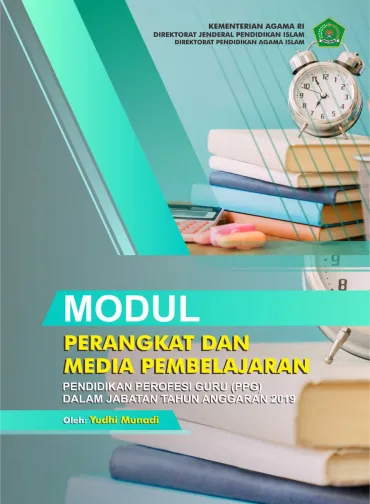 KEMENTERIAN AGAMA RI
DIREKTORAT JENDERAL PENDIDIKAN ISLAM
DIREKTORAT PENDIDIKAN AGAMA ISLAM
MODUL
PERANGKAT DAN
MEDIA PEMBELAJARAN
PENDIDIKAN PEROFESI GURU (PPG)
DALAM JABATAN TAHUN ANGGARAN 2019
Oleh: Yudhi Munadi